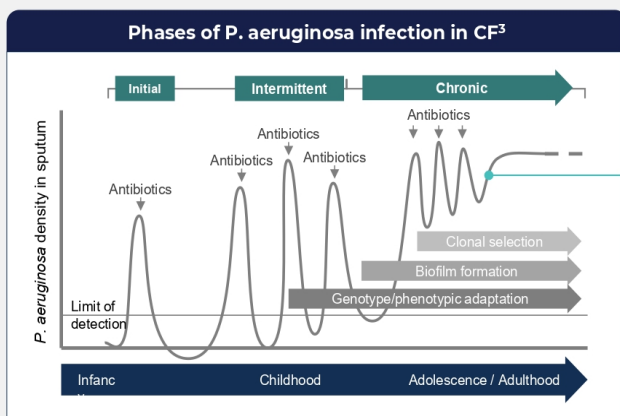 Phases of P. aeruginosa infection in CF³
Initial
Intermittent
Chronic
Antibiotics
Antibiotics
Antibiotics
Antibiotics
Antibiotics
P. aeruginosa density in sputum
Clonal selection
Biofilm formation
Genotype/phenotypic adaptation
Limit of
detection
Infanc
Childhood
Adolescence / Adulthood